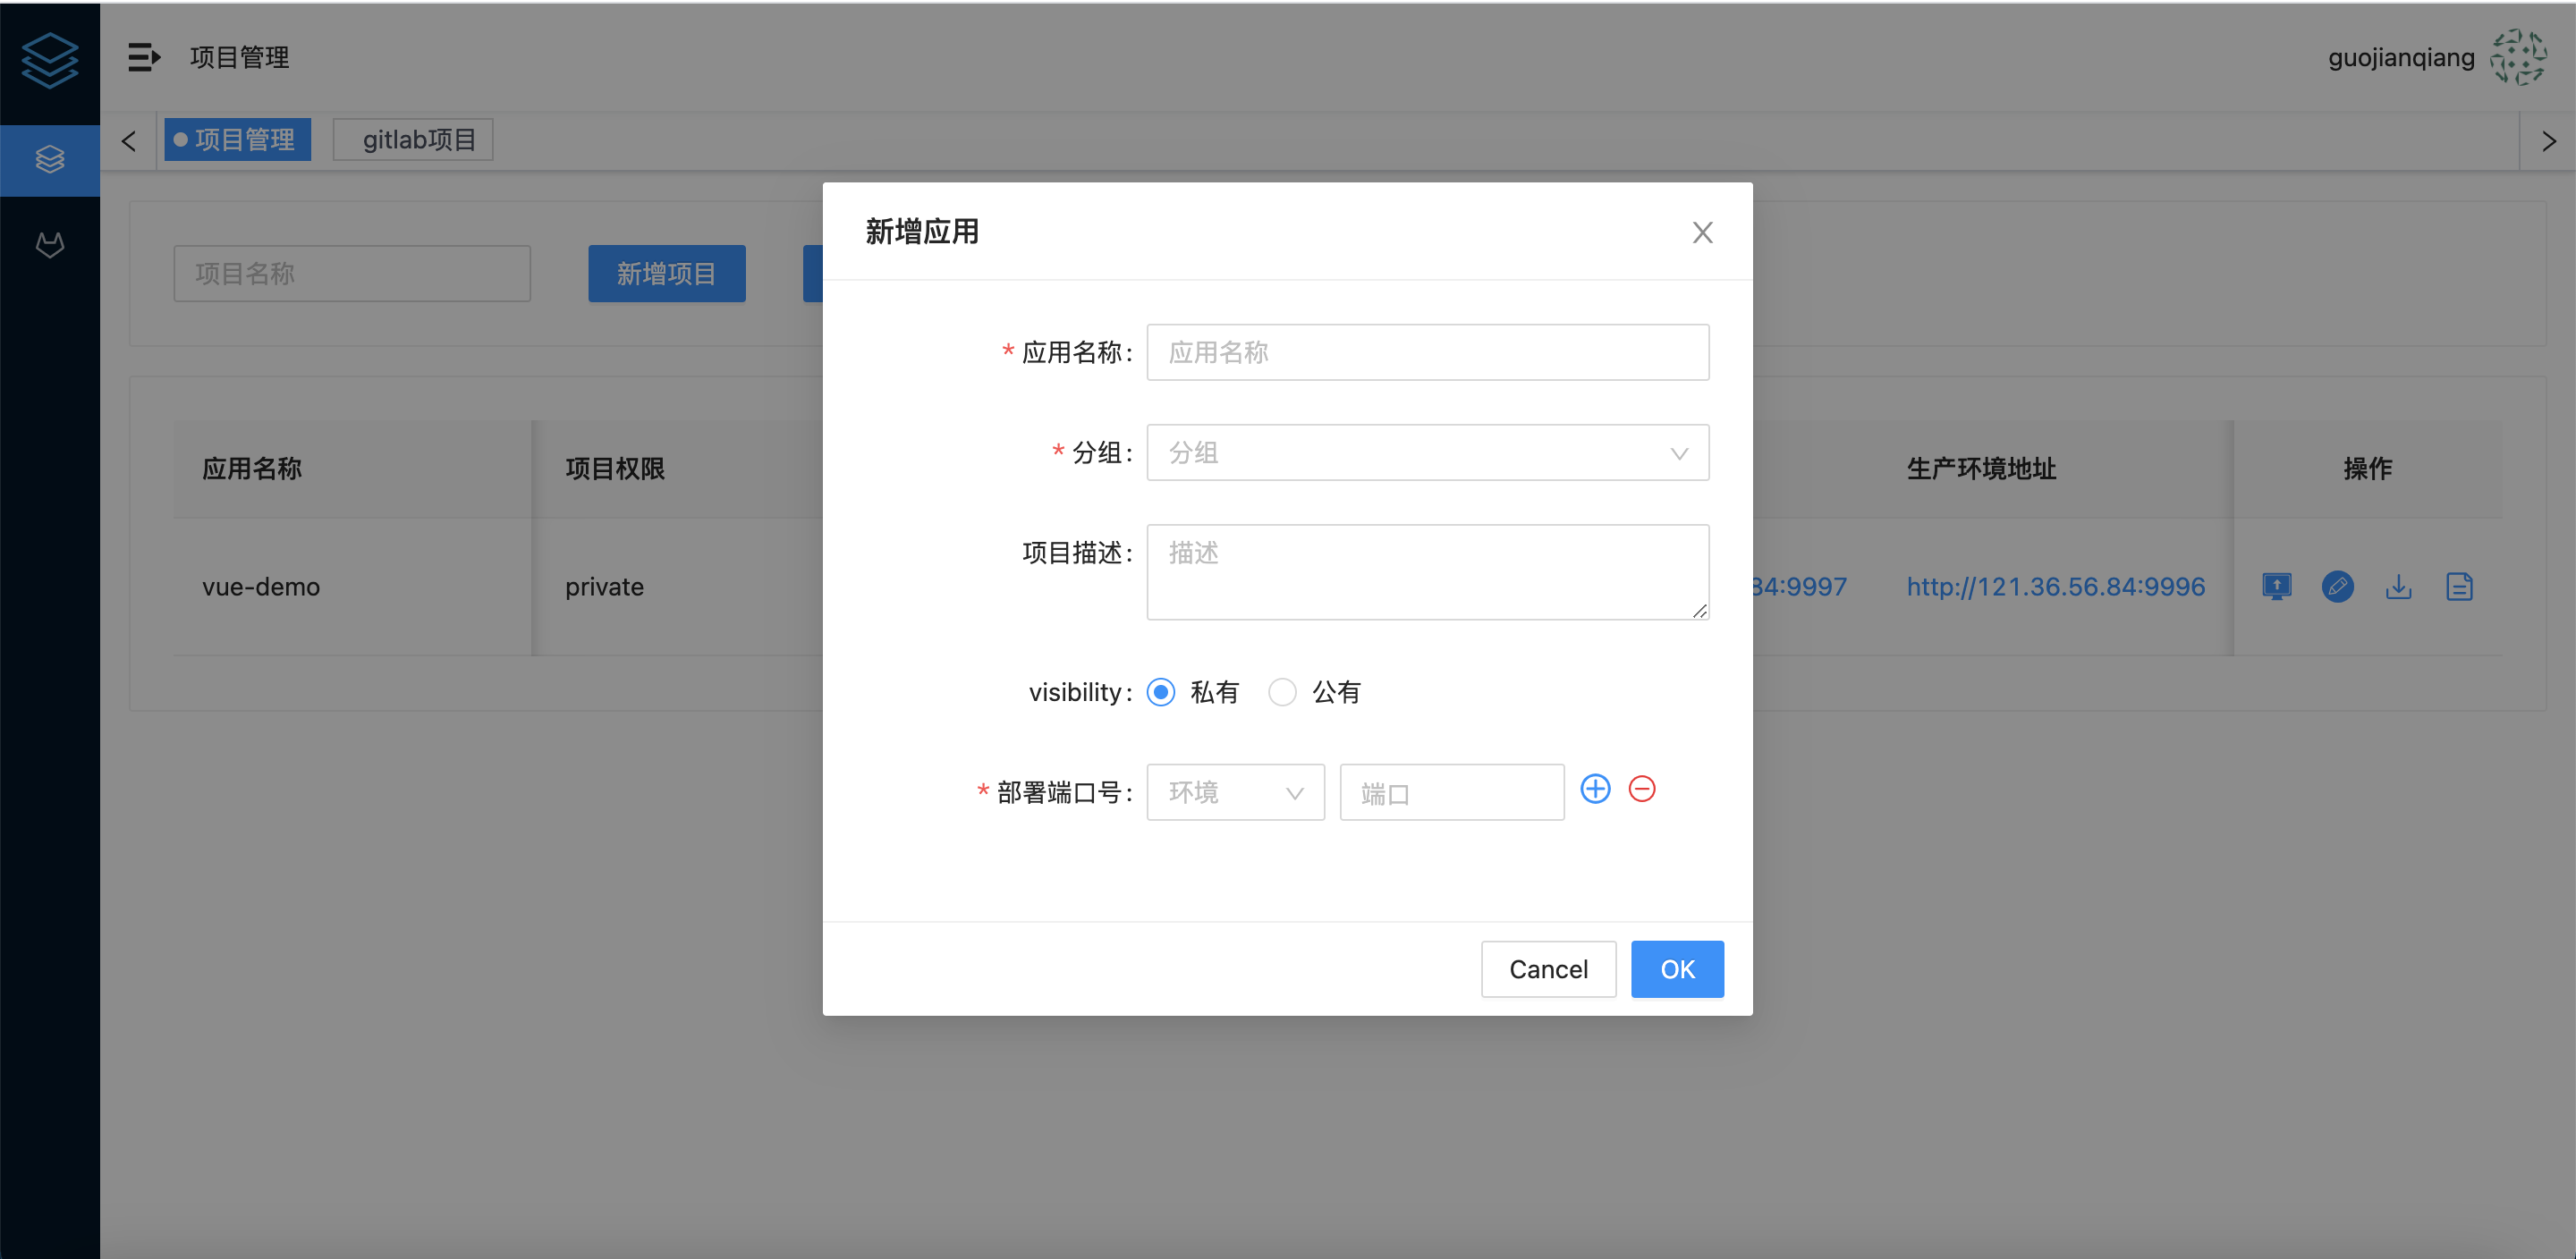 项目管理
guojianqiang
项目管理 gitlab项目
项目名称
新增项目
应用名称 项目权限 生产环境地址 操作
vue-demo private 84:9997 http://121.36.56.84:9996
新增应用
* 应用名称: 应用名称
* 分组: 分组
项目描述: 描述
visibility: 私有 公有
* 部署端口号: 环境 端口
Cancel OK